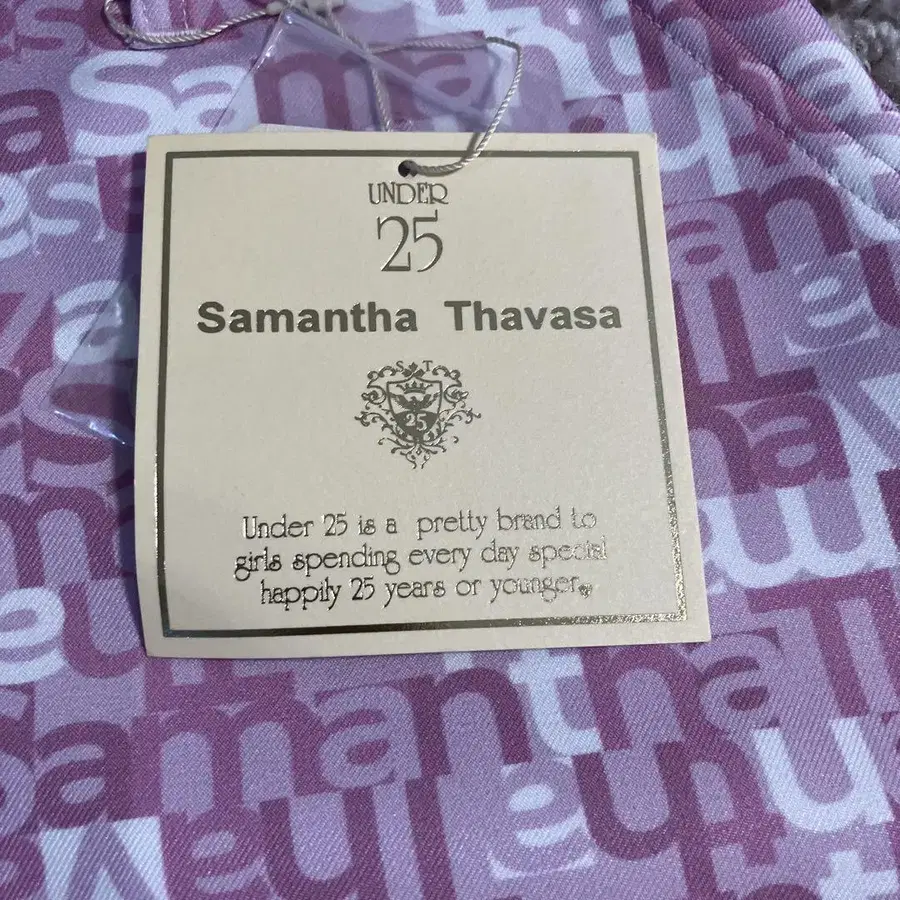 UNDER
25
Samantha Thavasa
S T
25
Under 25 is a pretty brand to
girls spending every day special
happily 25 years or younger.
Samantha